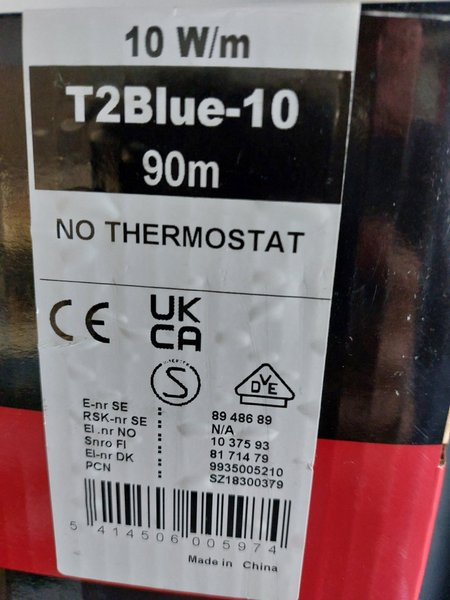 10 W/m
T2Blue-10
90m
NO THERMOSTAT
CE UK
CA
S DVE
E-nr SE : 89 486 89
RSK-nr SE : N/A
El.nr NO : 10 375 93
Snro FI : 81 714 79
El-nr DK : 9935005210
PCN : SZ18300379
5 414506 005974
Made in China